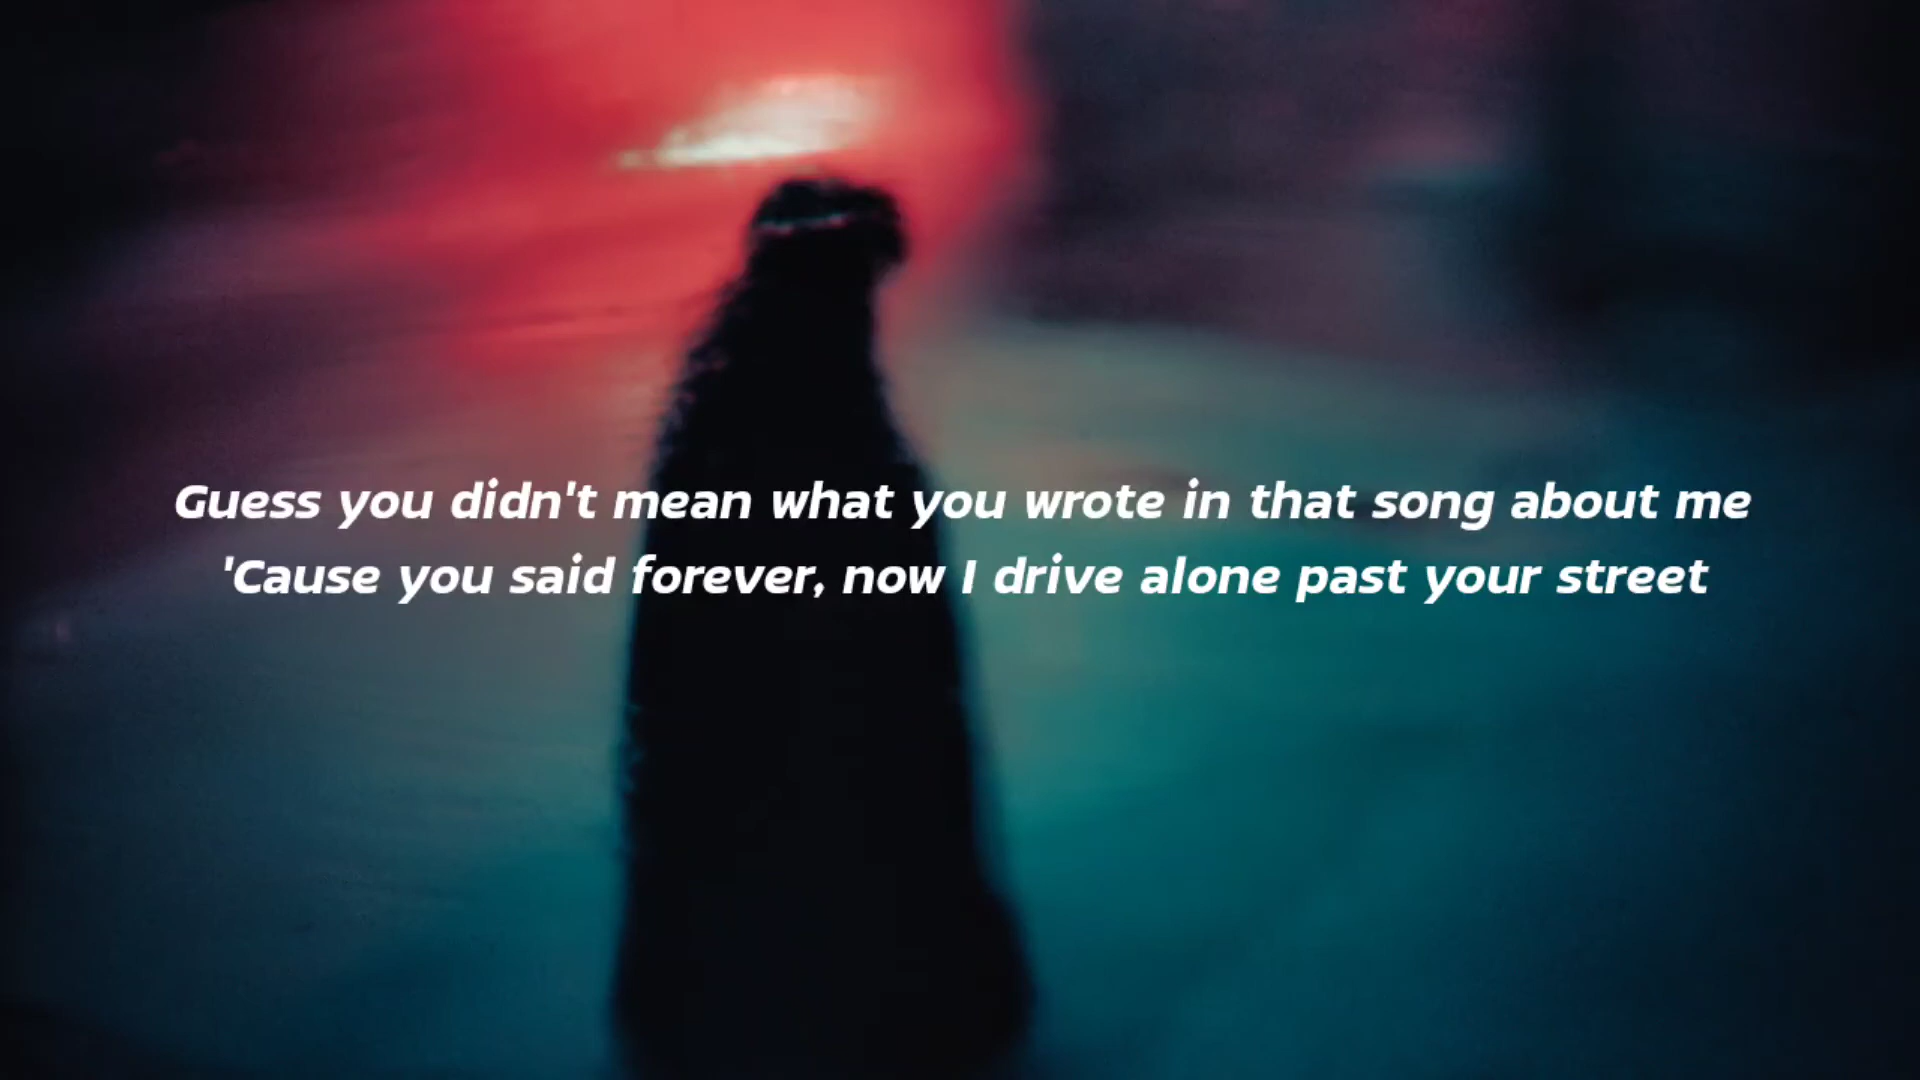 Guess you didn't mean what you wrote in that song about me
'Cause you said forever, now I drive alone past your street